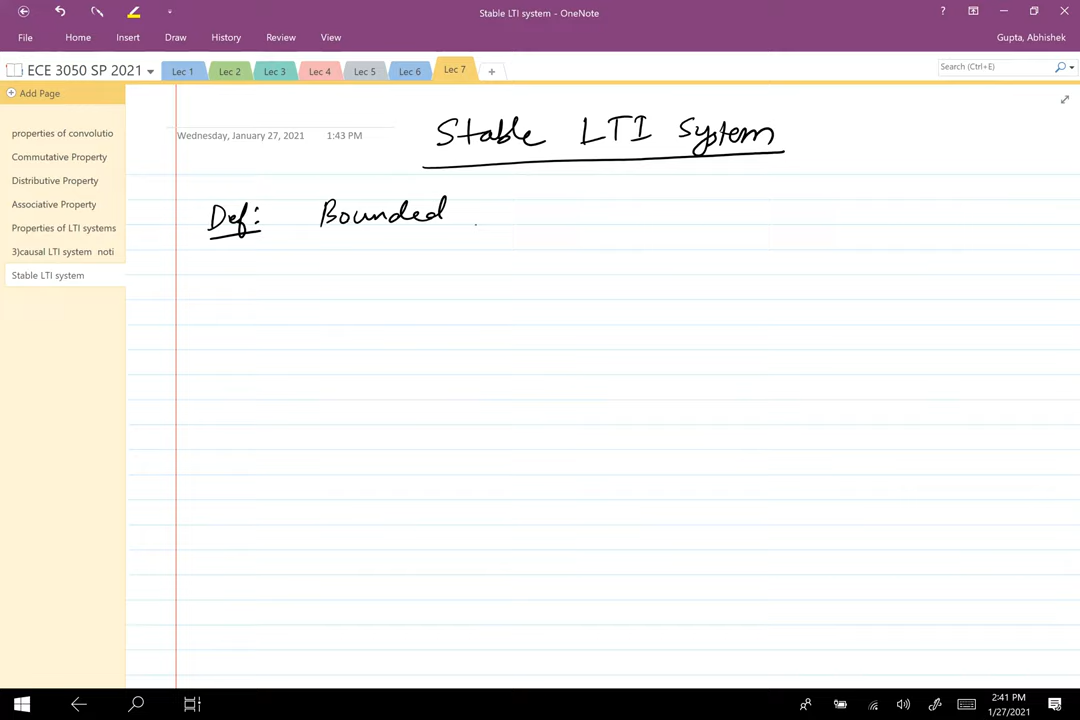 Stable LTI system - OneNote
?
File Home Insert Draw History Review View
Gupta, Abhishek
ECE 3050 SP 2021
Lec 1 Lec 2 Lec 3 Lec 4 Lec 5 Lec 6 Lec 7 +
Search (Ctrl+E)
Add Page
properties of convolutio
Commutative Property
Distributive Property
Associative Property
Properties of LTI systems
3)causal LTI system noti
Stable LTI system
Wednesday, January 27, 2021 1:43 PM
Stable LTI System
Def: Bounded
2:41 PM
1/27/2021